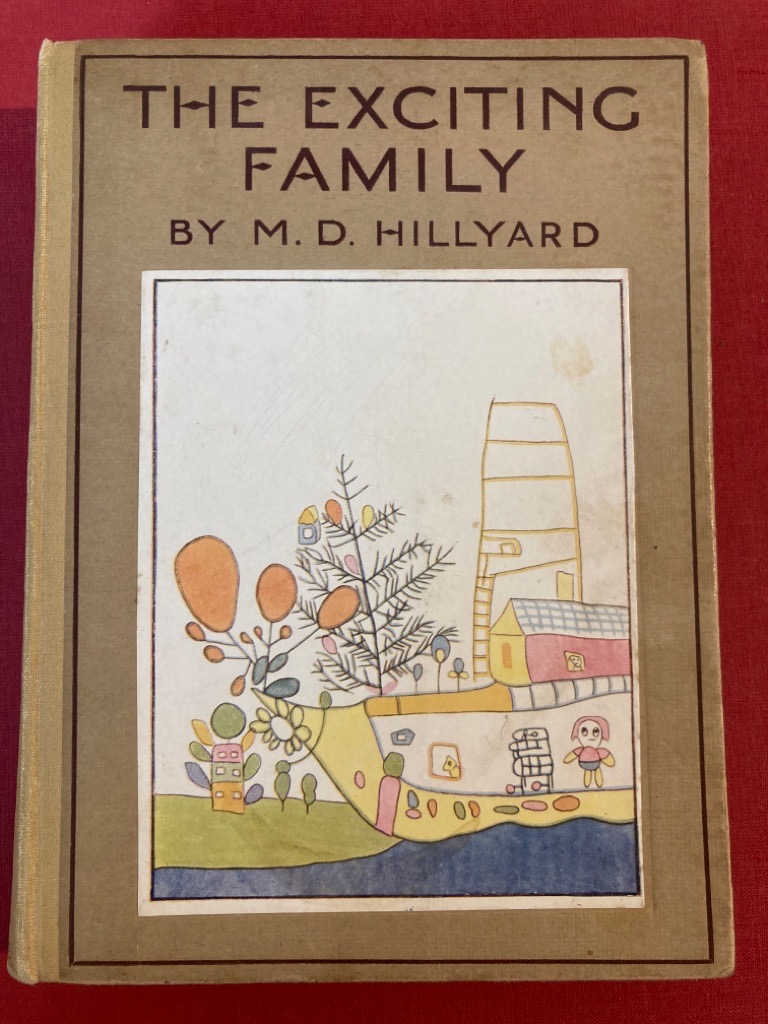 THE EXCITING
FAMILY
BY M. D. HILLYARD